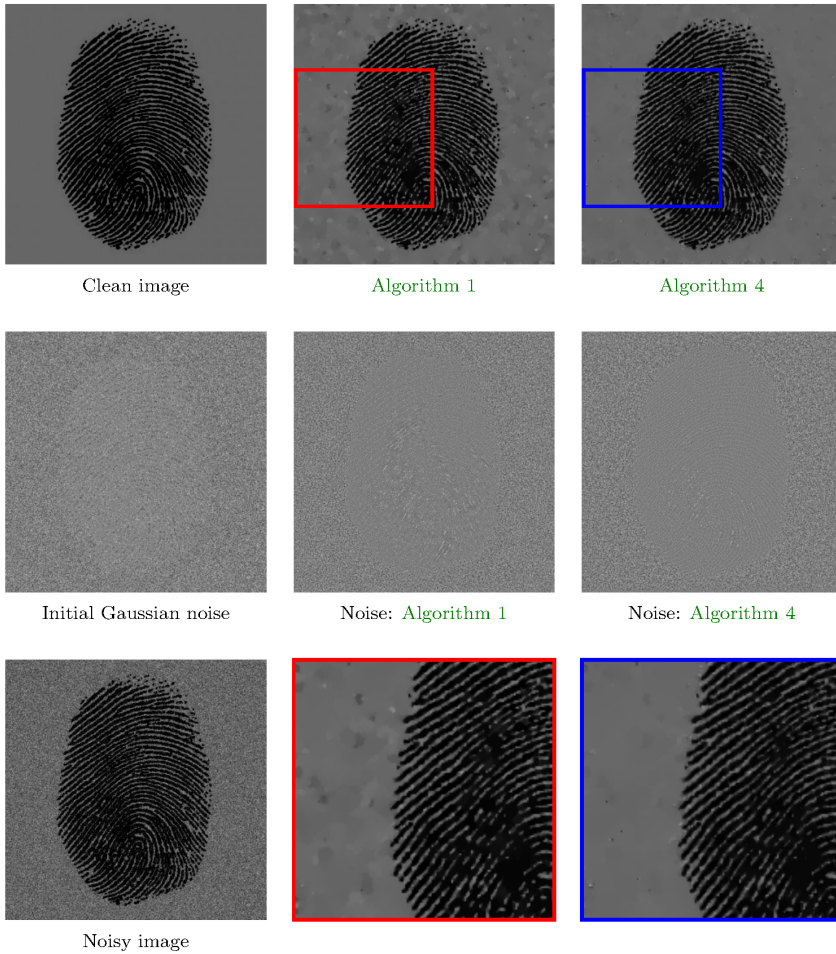 Clean image
Algorithm 1
Algorithm 4
Initial Gaussian noise
Noise: Algorithm 1
Noise: Algorithm 4
Noisy image